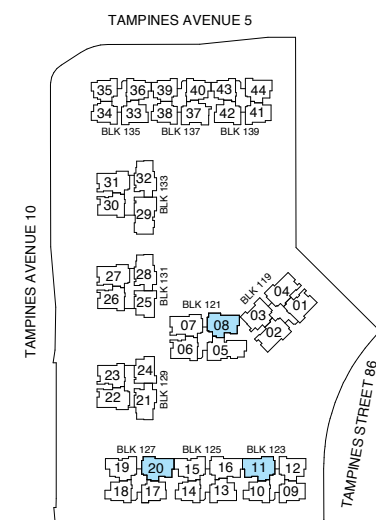 TAMPINES AVENUE 5
35 36 39 40 43 44
34 33 38 37 42 41
BLK 135 BLK 137 BLK 139
31 32
30 29
BLK 133
TAMPINES AVENUE 10
27 28
26 25
BLK 131
BLK 119
04
03 01
02
BLK 121
07 08
06 05
23 24
22 21
BLK 129
TAMPINES STREET 86
BLK 127 BLK 125 BLK 123
19 20 15 16 11 12
18 17 14 13 10 09